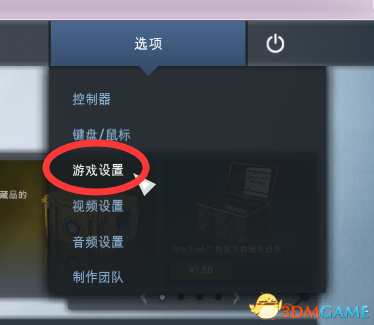 选项
控制器
键盘/鼠标
游戏设置
藏品的
视频设置
音频设置
StatTrak™
¥7.00
制作团队
3DMGAME